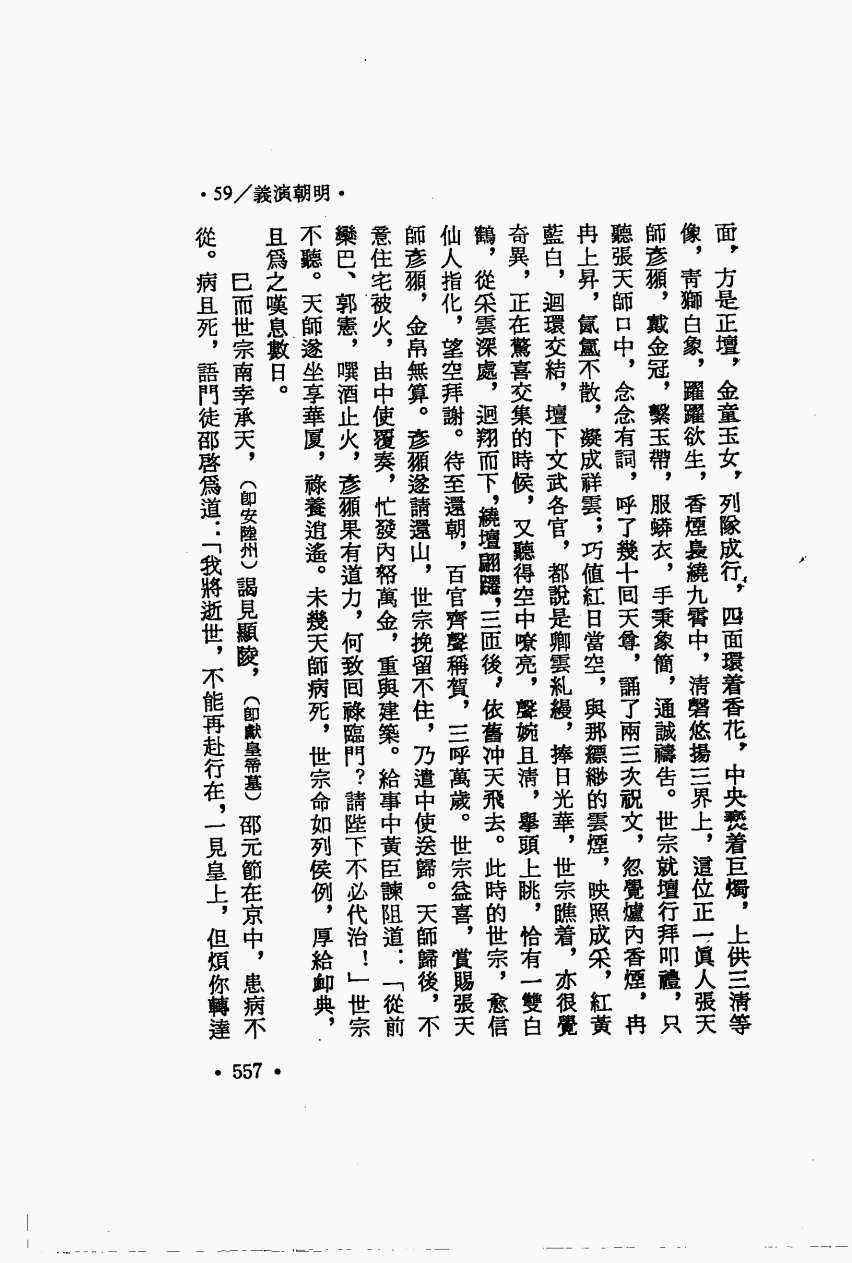 •59/義演朝明•
面，方是正壇，金童玉女，列隊成行，四面環着香花，中央爇着巨燭，上供三淸等
像，靑獅白象，躍躍欲生，香煙裊繞九霄中，淸磬悠揚三界上，這位正一眞人張天
師彥頨，戴金冠，繫玉帶，服蟒衣，手秉象簡，通誠禱吿。世宗就壇行拜叩禮，只
聽張天師口中，念念有詞，呼了幾十回天尊，誦了兩三次祝文，忽覺爐內香煙，冉
冉上昇，氤氳不散，凝成祥雲；巧值紅日當空，與那縹緲的雲煙，映照成采，紅黃
藍白，迴環交結，壇下文武各官，都說是卿雲糺縵，捧日光華，世宗瞧着，亦很覺
奇異，正在驚喜交集的時候，又聽得空中嘹亮，聲婉且淸，舉頭上眺，恰有一雙白
鶴，從采雲深處，迴翔而下，繞壇翩躚，三匝後，依舊冲天飛去。此時的世宗，愈信
仙人指化，望空拜謝。待至還朝，百官齊聲稱賀，三呼萬歲。世宗益喜，賞賜張天
師彥頨，金帛無算。彥頨遂請還山，世宗挽留不住，乃遣中使送歸。天師歸後，不
意住宅被火，由中使覆奏，忙發內帑萬金，重與建築。給事中黃臣諫阻道：「從前
欒巴、郭憲，噀酒止火，彥頨果有道力，何致囘祿臨門？請陛下不必代治！」世宗
不聽。天師遂坐享華厦，祿養逍遙。未幾天師病死，世宗命如列侯例，厚給卹典，
且爲之嘆息數日。
巳而世宗南幸承天，（卽安陸州）謁見顯陵，（卽獻皇帝墓）邵元節在京中，患病不
從。病且死，語門徒邵啓爲道：「我將逝世，不能再赴行在，一見皇上，但煩你轉達
•557•